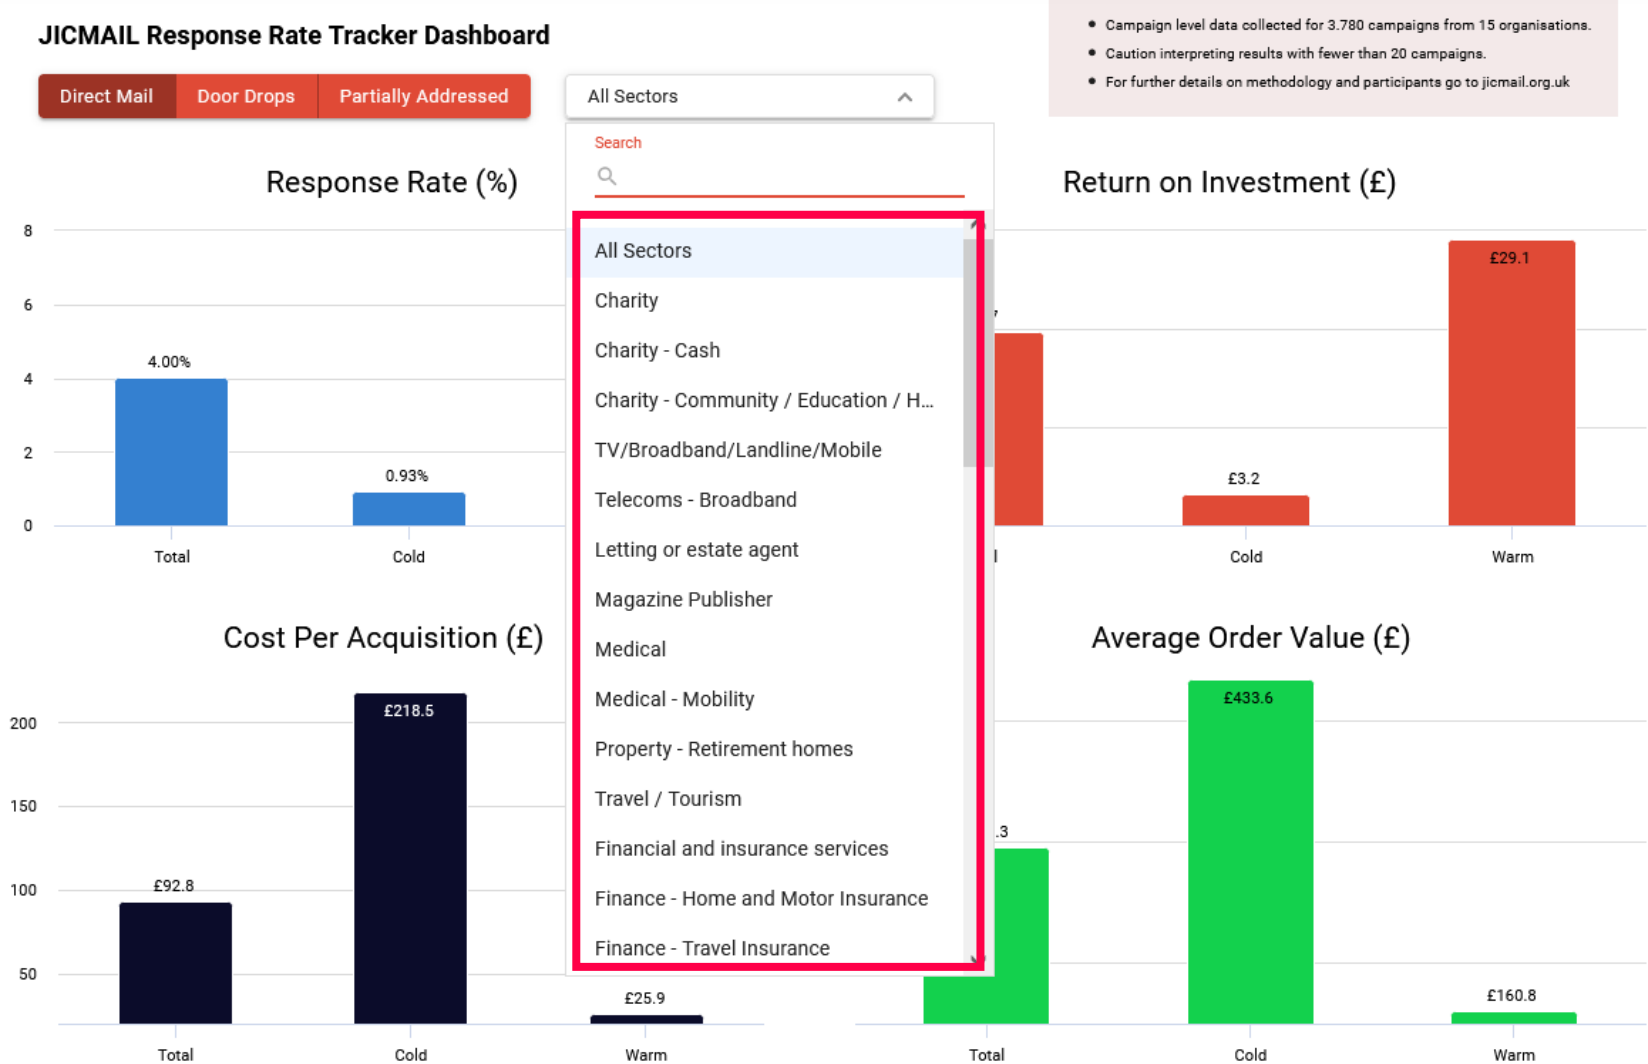 JICMAIL Response Rate Tracker Dashboard
Campaign level data collected for 3.780 campaigns from 15 organisations.
Caution interpreting results with fewer than 20 campaigns.
For further details on methodology and participants go to jicmail.org.uk
Direct Mail
Door Drops
Partially Addressed
All Sectors
Search
All Sectors
Charity
Charity - Cash
Charity - Community / Education / H...
TV/Broadband/Landline/Mobile
Telecoms - Broadband
Letting or estate agent
Magazine Publisher
Medical
Medical - Mobility
Property - Retirement homes
Travel / Tourism
Financial and insurance services
Finance - Home and Motor Insurance
Finance - Travel Insurance
Response Rate (%)
8
6
4
2
0
4.00%
0.93%
Total
Cold
Return on Investment (£)
£3.2
£29.1
Cold
Warm
Cost Per Acquisition (£)
200
150
100
50
£92.8
£218.5
£25.9
Total
Cold
Warm
Average Order Value (£)
.3
£433.6
£160.8
Total
Cold
Warm